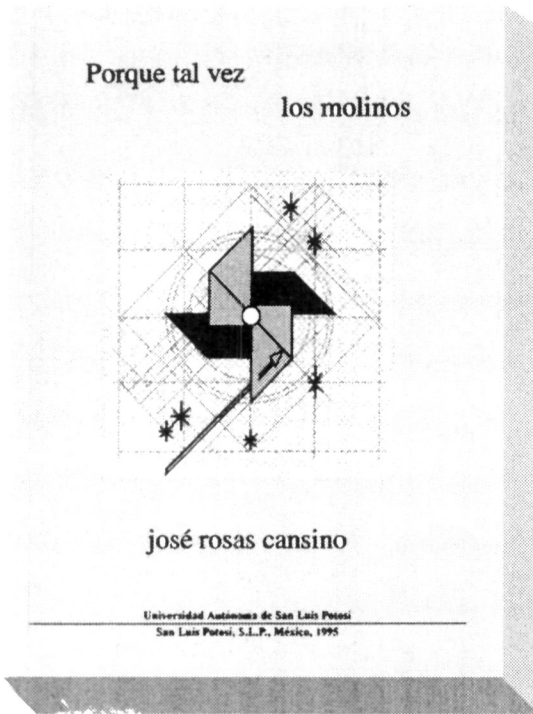 Porque tal vez
los molinos
josé rosas cansino
Universidad Autónoma de San Luis Potosí
San Luis Potosí, S.L.P., México, 1995